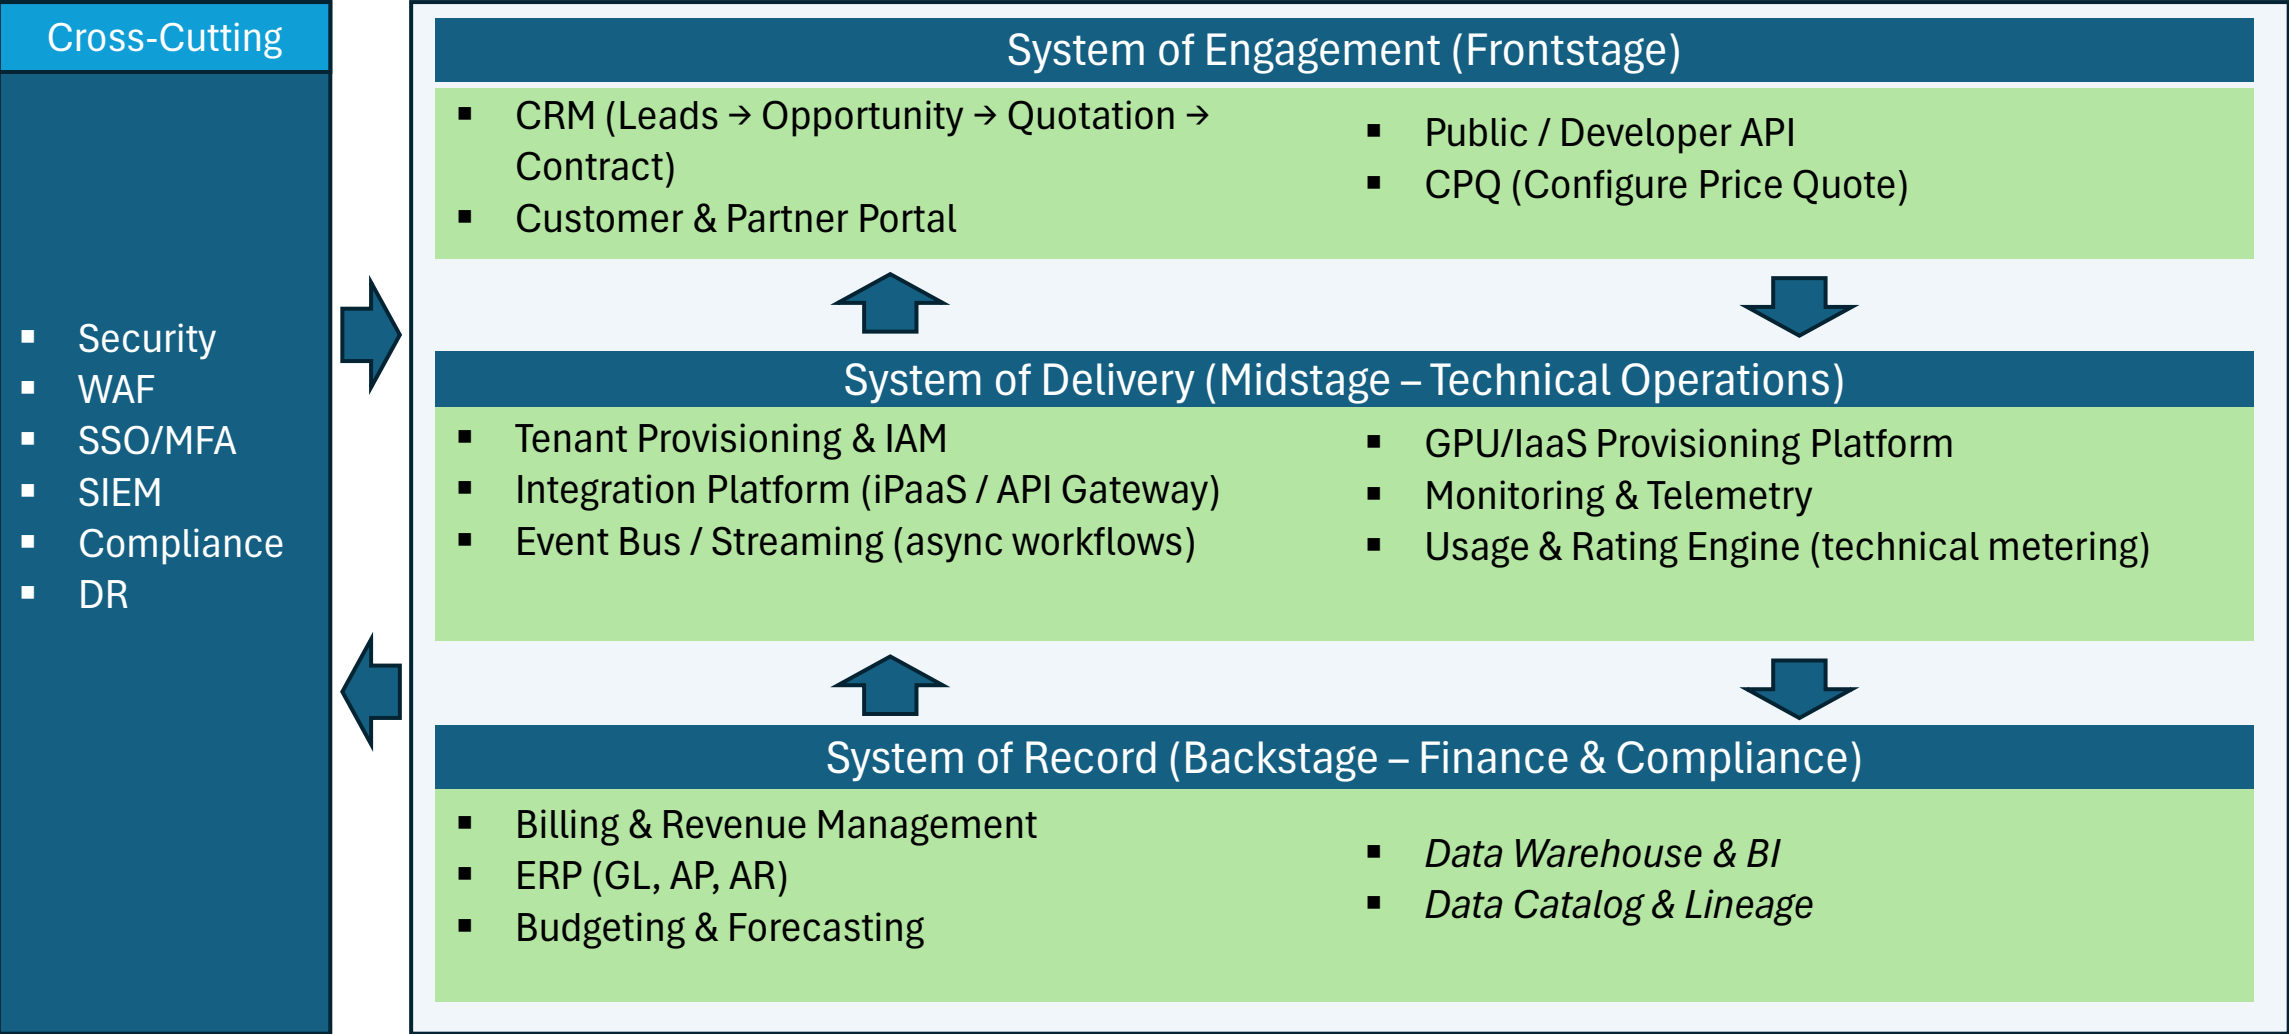 Cross-Cutting
▪ Security
▪ WAF
▪ SSO/MFA
▪ SIEM
▪ Compliance
▪ DR
System of Engagement (Frontstage)
▪ CRM (Leads → Opportunity → Quotation →
Contract)
▪ Customer & Partner Portal
▪ Public / Developer API
▪ CPQ (Configure Price Quote)
System of Delivery (Midstage – Technical Operations)
▪ Tenant Provisioning & IAM
▪ Integration Platform (iPaaS / API Gateway)
▪ Event Bus / Streaming (async workflows)
▪ GPU/IaaS Provisioning Platform
▪ Monitoring & Telemetry
▪ Usage & Rating Engine (technical metering)
System of Record (Backstage – Finance & Compliance)
▪ Billing & Revenue Management
▪ ERP (GL, AP, AR)
▪ Budgeting & Forecasting
▪ Data Warehouse & BI
▪ Data Catalog & Lineage